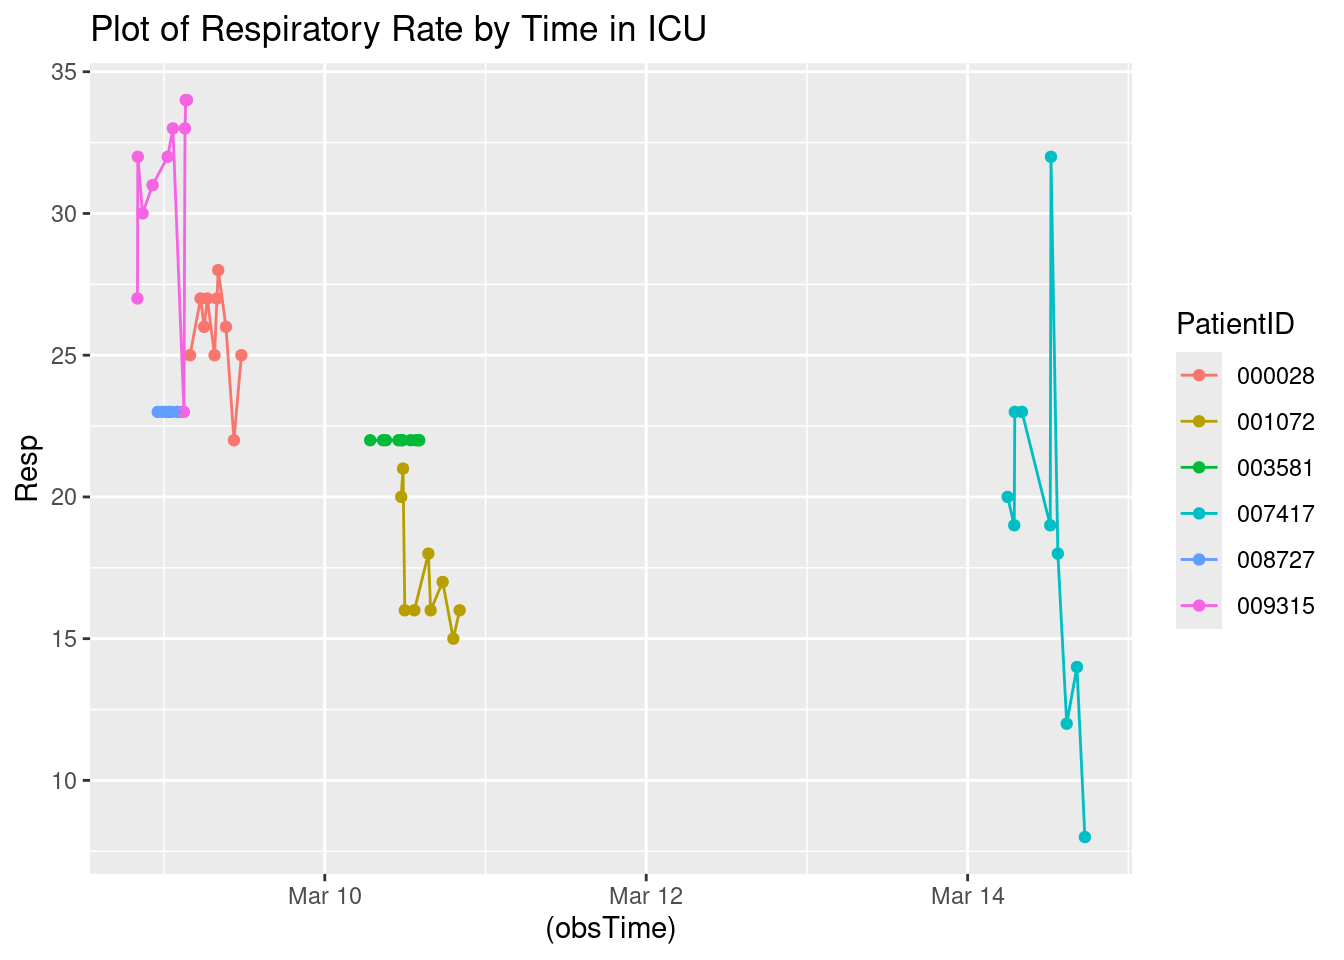 Plot of Respiratory Rate by Time in ICU
35
30
25
20
15
10
Resp
Mar 10
Mar 12
Mar 14
(obsTime)
PatientID
000028
001072
003581
007417
008727
009315